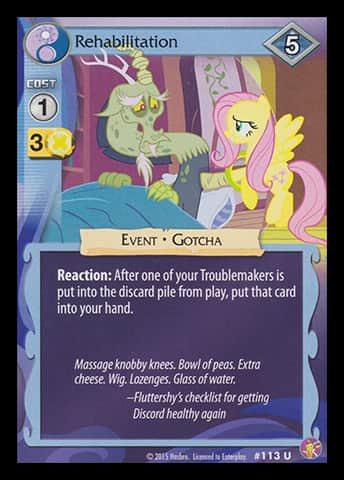 Rehabilitation
5
COST
1
3
EVENT • GOTCHA
Reaction: After one of your Troublemakers is
put into the discard pile from play, put that card
into your hand.
Massage knobby knees. Bowl of peas. Extra
cheese. Wig. Lozenges. Glass of water.
–Fluttershy's checklist for getting
Discord healthy again
© 2015 Hasbro. Licensed to Enterplay.
#113 U